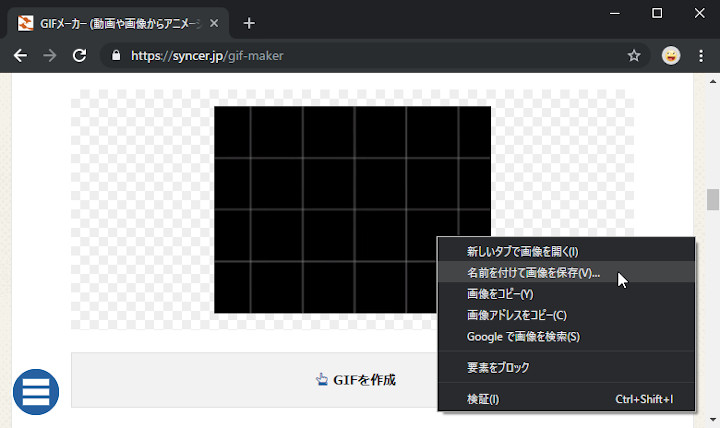 GIFメーカー (動画や画像からアニメーシ
https://syncer.jp/gif-maker
新しいタブで画像を開く(I)
名前を付けて画像を保存(V)...
画像をコピー(Y)
画像アドレスをコピー(C)
Google で画像を検索(S)
要素をブロック
検証(I) Ctrl+Shift+I
GIFを作成